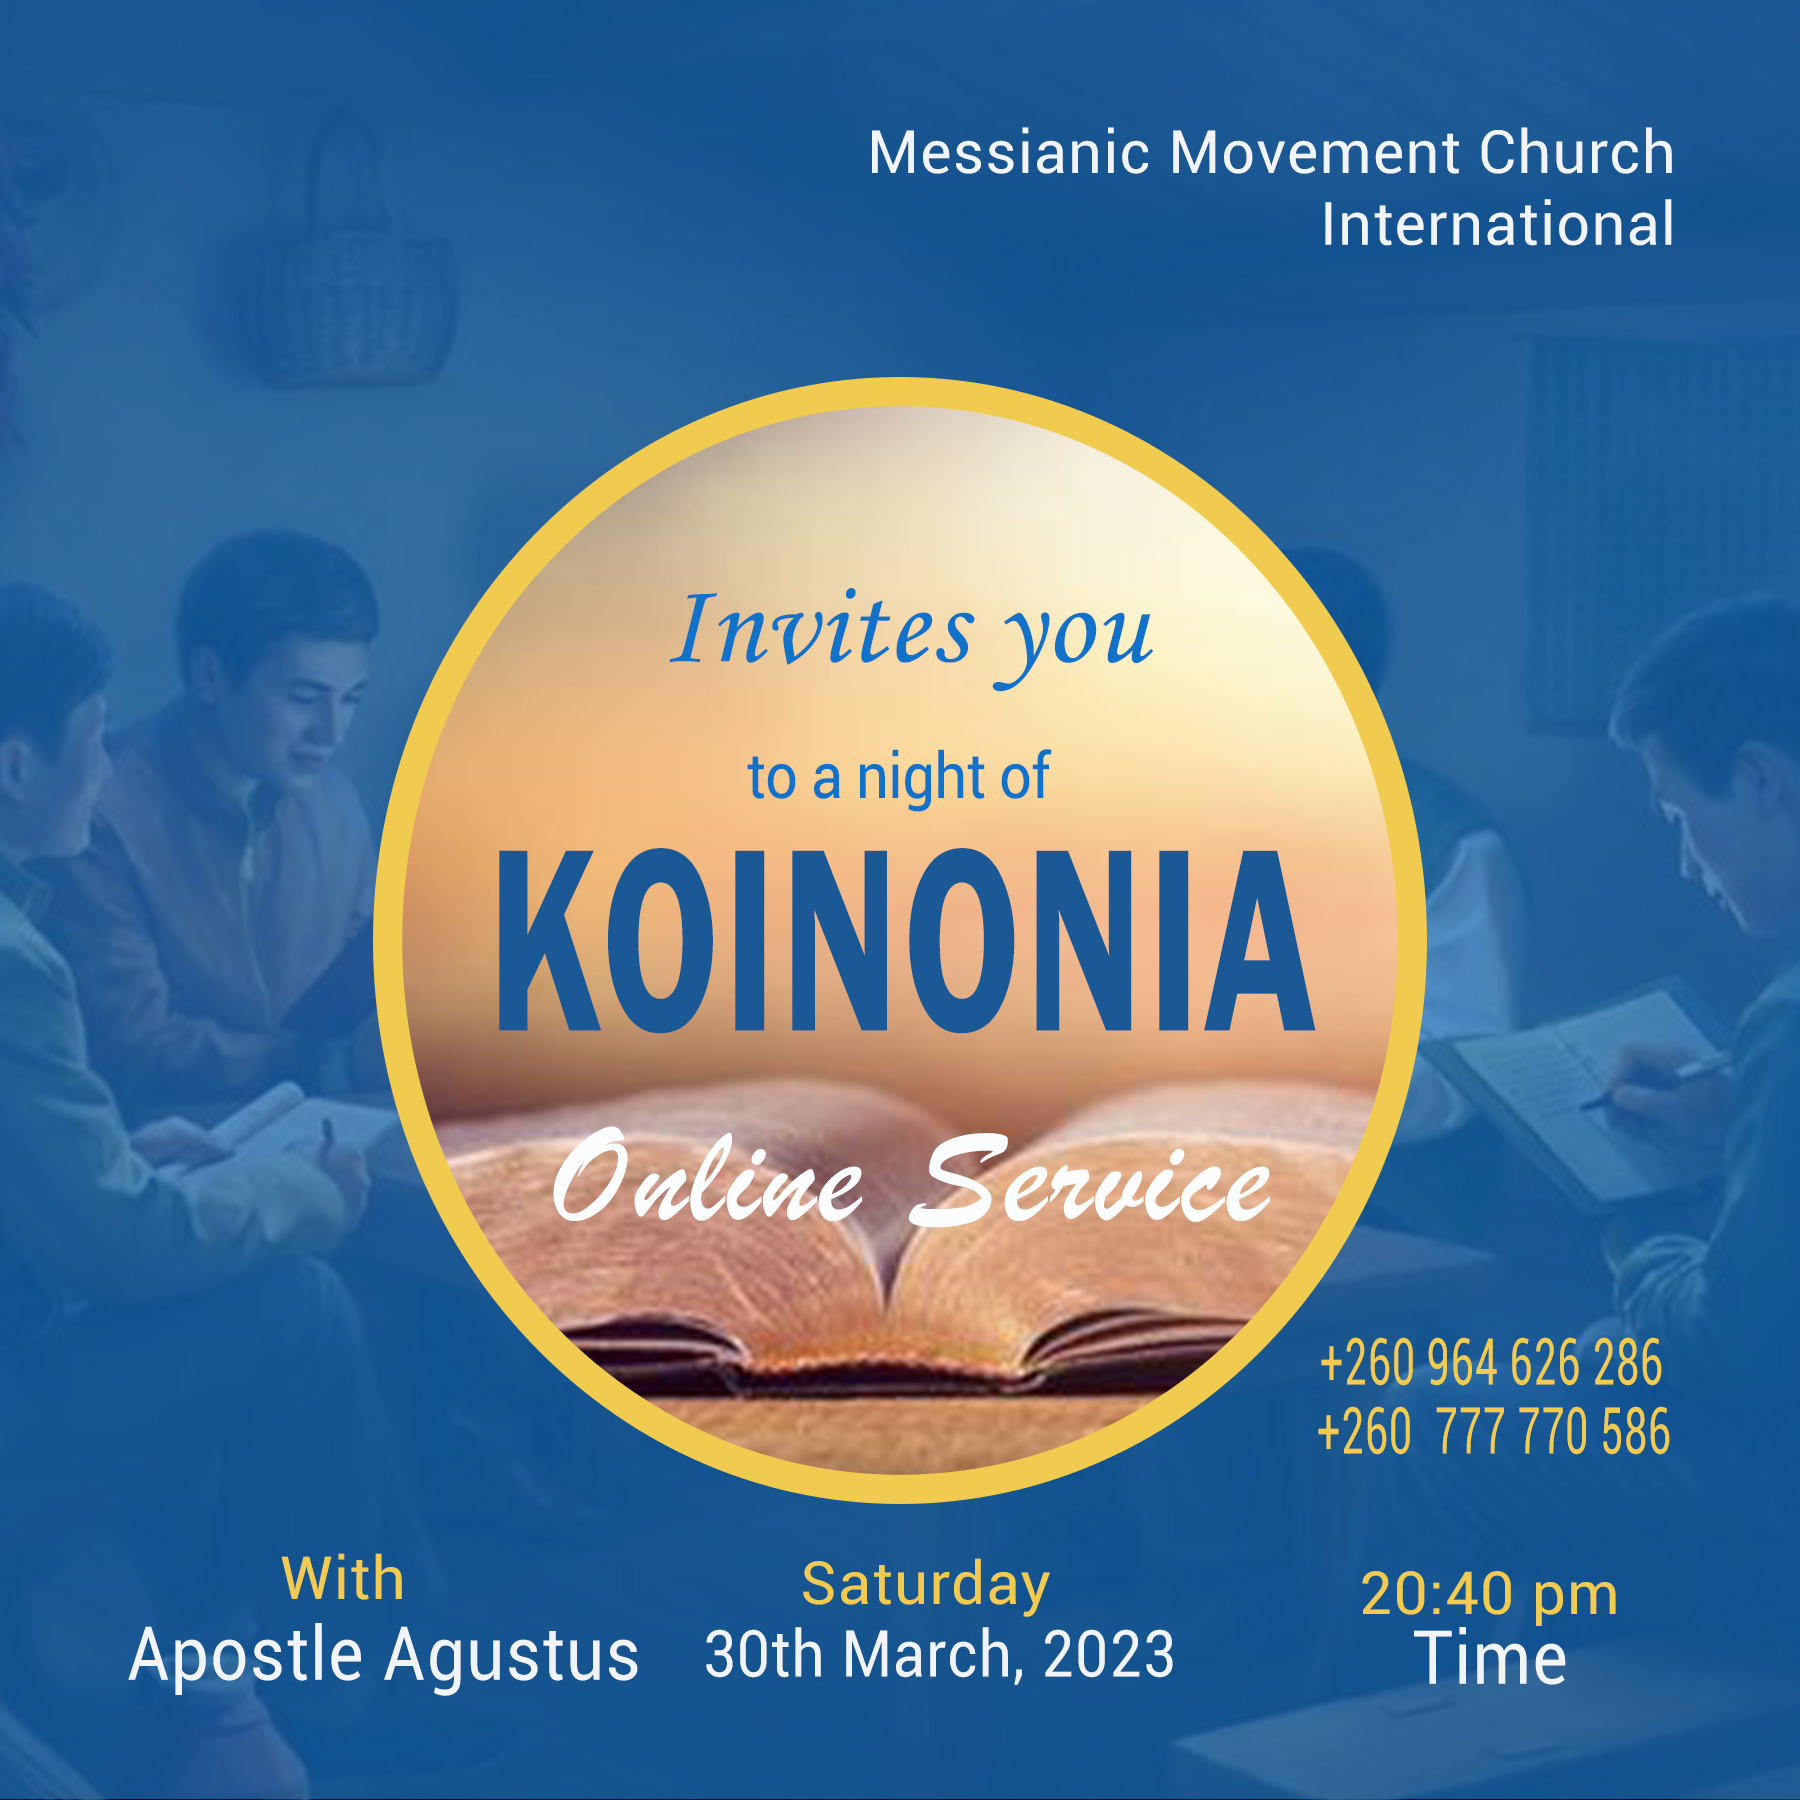 Messianic Movement Church
International
Invites you
to a night of
KOINONIA
Online Service
+260 964 626 286
+260 777 770 586
With
Apostle Agustus
Saturday
30th March, 2023
20:40 pm
Time